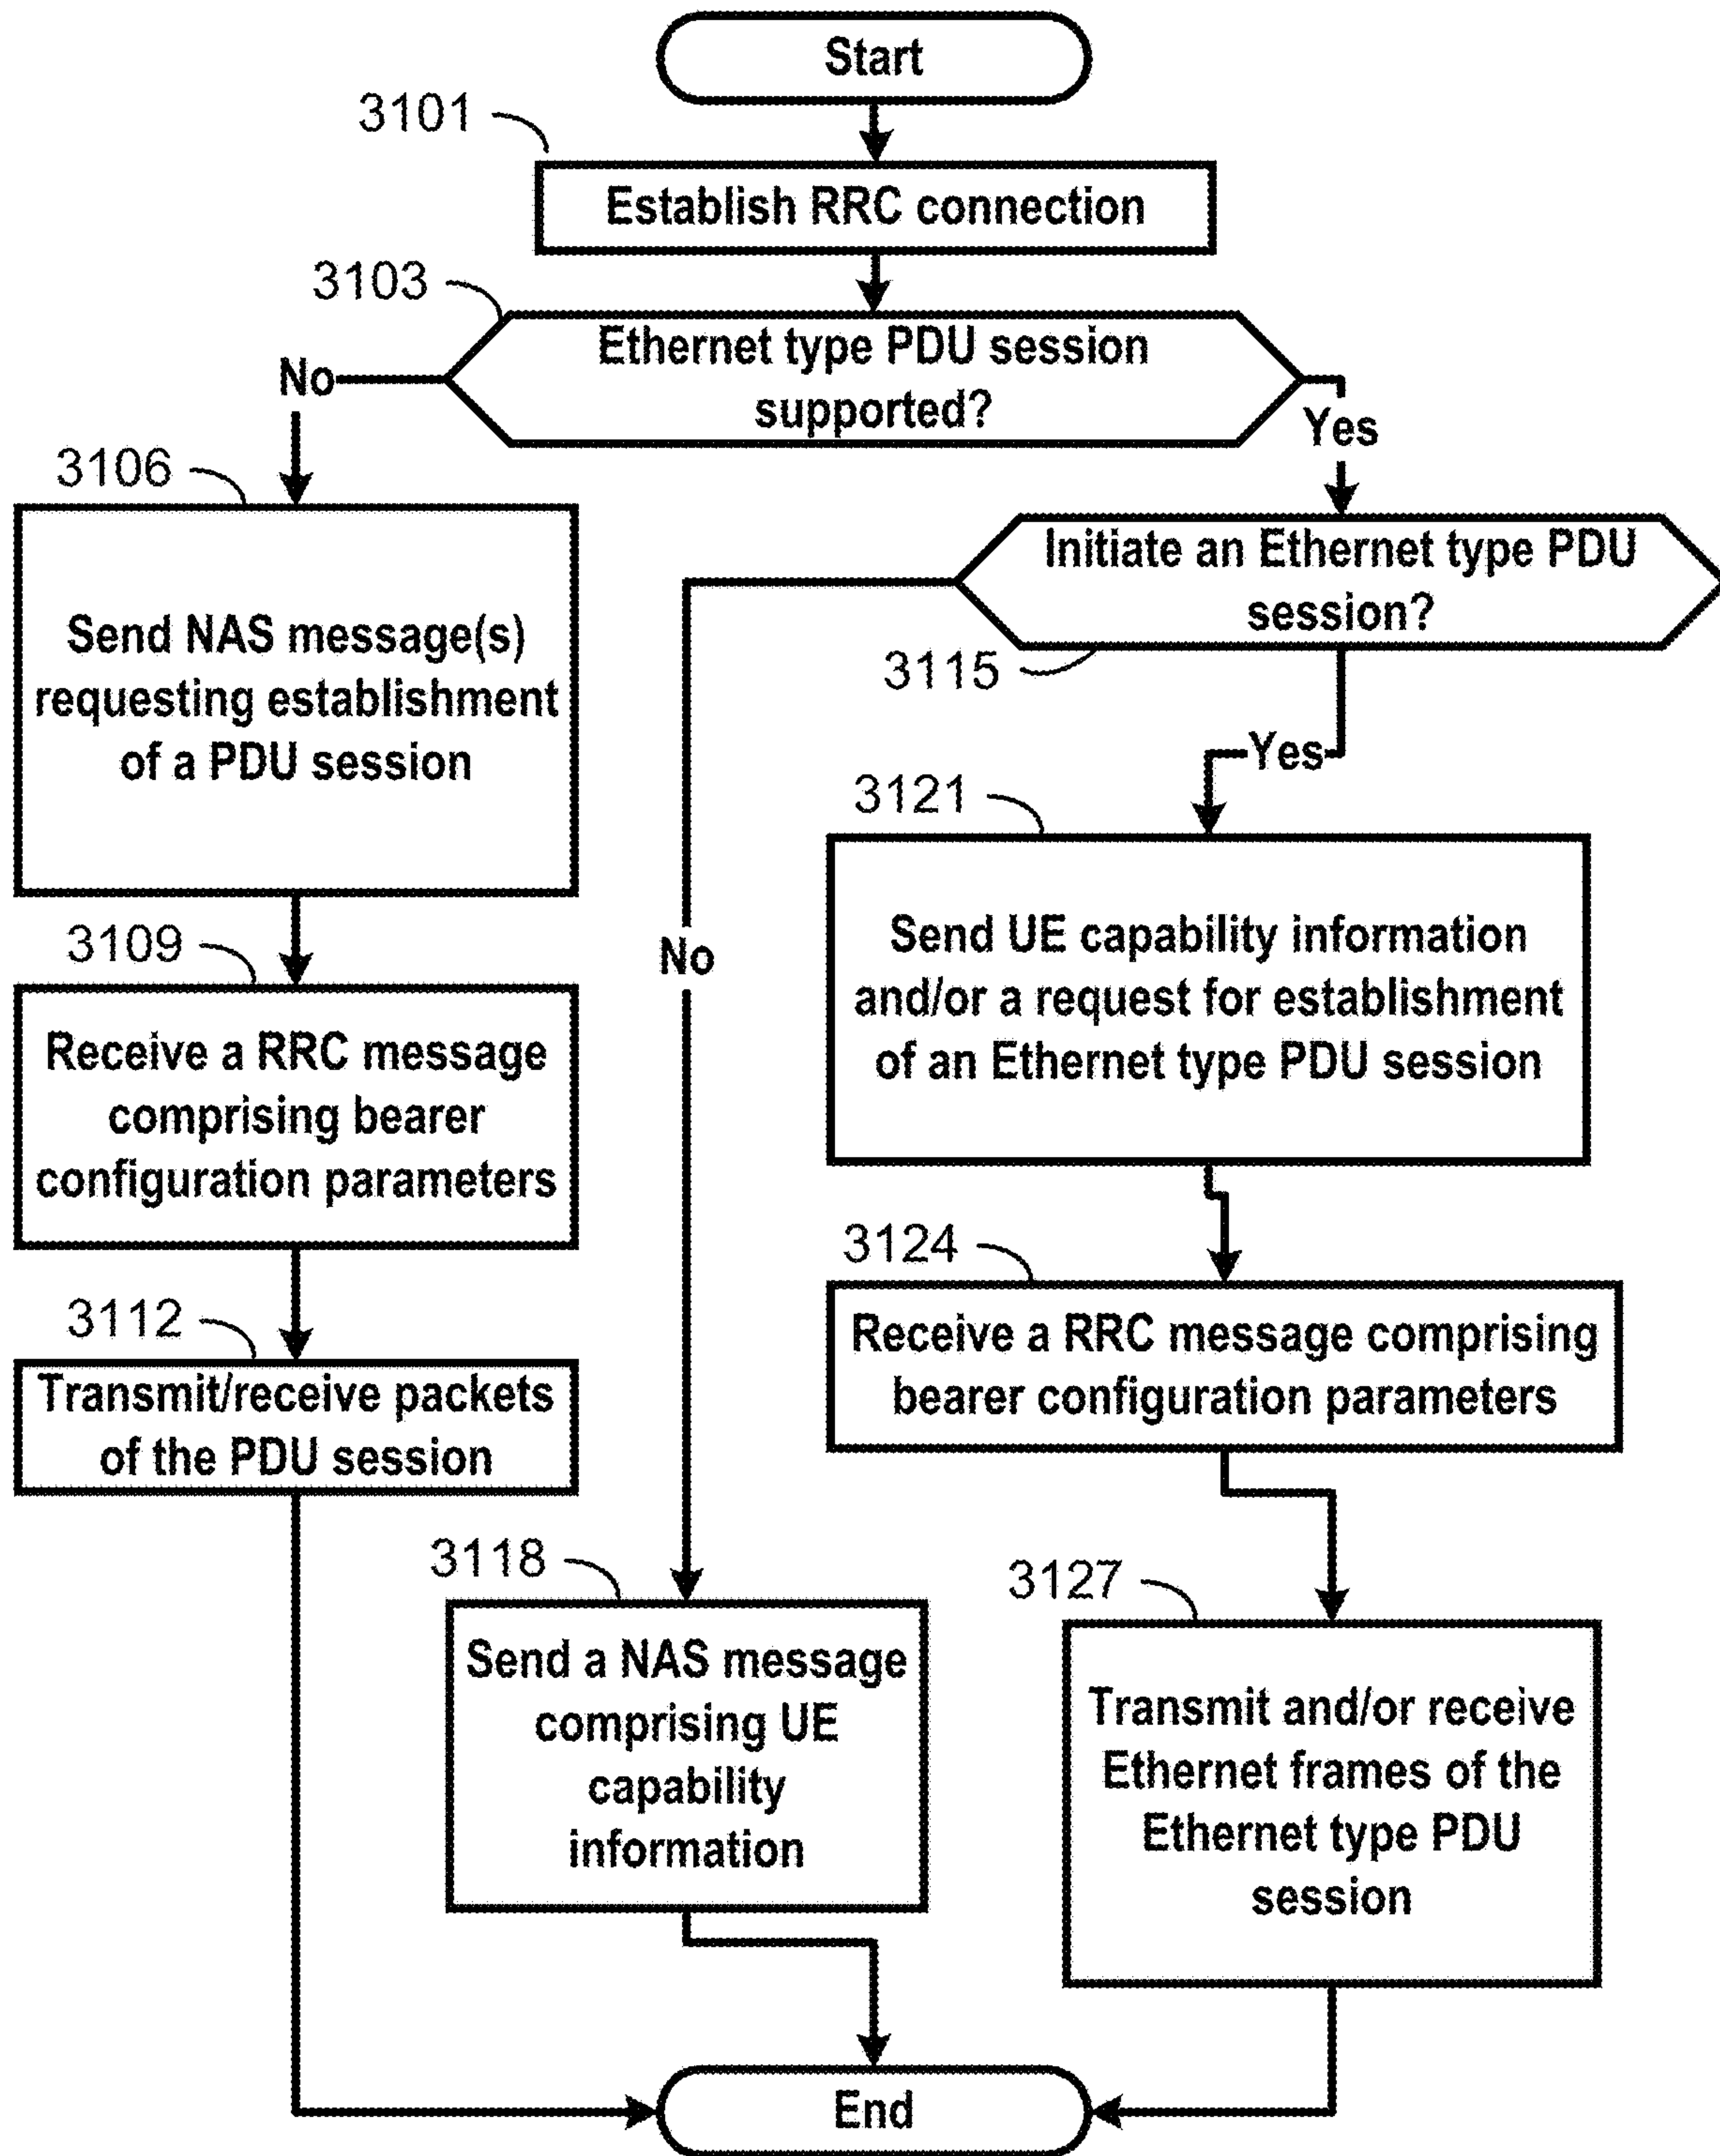 Start
3101
Establish RRC connection
3103
Ethernet type PDU session
supported?
No
Yes
3106
Send NAS message(s)
requesting establishment
of a PDU session
3109
Receive a RRC message
comprising bearer
configuration parameters
3112
Transmit/receive packets
of the PDU session
Initiate an Ethernet type PDU
session?
3115
No
Yes
3118
Send a NAS message
comprising UE
capability
information
3121
Send UE capability information
and/or a request for establishment
of an Ethernet type PDU session
3124
Receive a RRC message comprising
bearer configuration parameters
3127
Transmit and/or receive
Ethernet frames of the
Ethernet type PDU
session
End